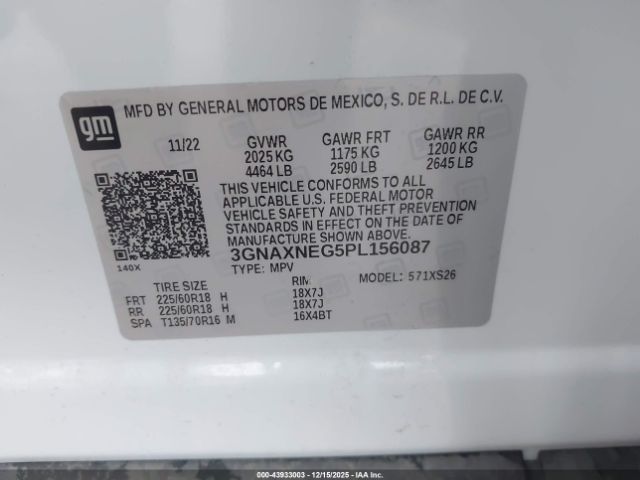 gm
MFD BY GENERAL MOTORS DE MEXICO, S. DE R.L. DE C.V.
11/22 GVWR GAWR FRT GAWR RR
2025 KG 1175 KG 1200 KG
4464 LB 2590 LB 2645 LB
THIS VEHICLE CONFORMS TO ALL
APPLICABLE U.S. FEDERAL MOTOR
VEHICLE SAFETY AND THEFT PREVENTION
STANDARDS IN EFFECT ON THE DATE OF
MANUFACTURE SHOWN ABOVE.
3GNAXNEG5PL156087
140X
TYPE: MPV MODEL: 571XS26
TIRE SIZE RIM
FRT 225/60R18 H 18X7J
RR 225/60R18 H 18X7J
SPA T135/70R16 M 16X4BT
000-43933003 - 12/15/2025 - IAAI.COM